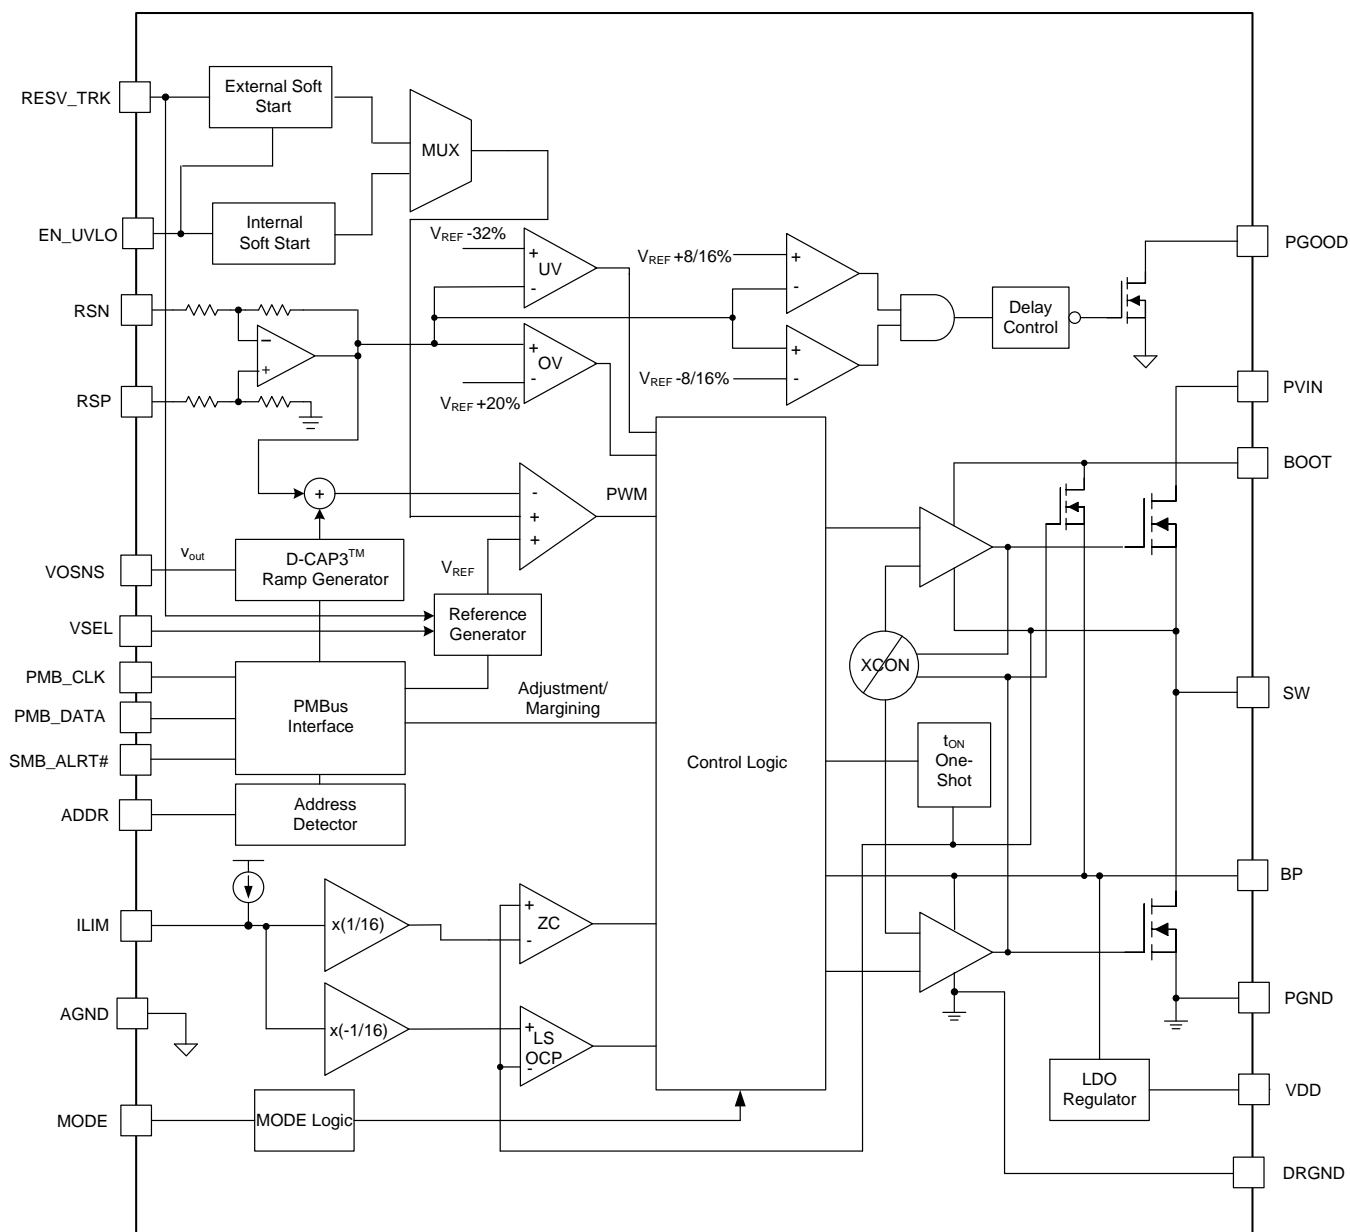 RESV_TRK
External Soft
Start
MUX
EN_UVLO
Internal
Soft Start
VREF -32%
+
UV
-
VREF +8/16%
+
-
PGOOD
RSN
−
+
RSP
+
OV
-
VREF +20%
+
VREF -8/16%
-
Delay
Control
PVIN
BOOT
+
-
+
+
PWM
VREF
vout
VOSNS
D-CAP3TM
Ramp Generator
VSEL
Reference
Generator
PMB_CLK
PMB_DATA
SMB_ALRT#
PMBus
Interface
Adjustment/
Margining
ADDR
Address
Detector
Control Logic
XCON
SW
tON
One-
Shot
BP
ILIM
x(1/16)
+
ZC
-
AGND
x(-1/16)
+
LS
OCP
-
PGND
LDO
Regulator
VDD
MODE
MODE Logic
DRGND